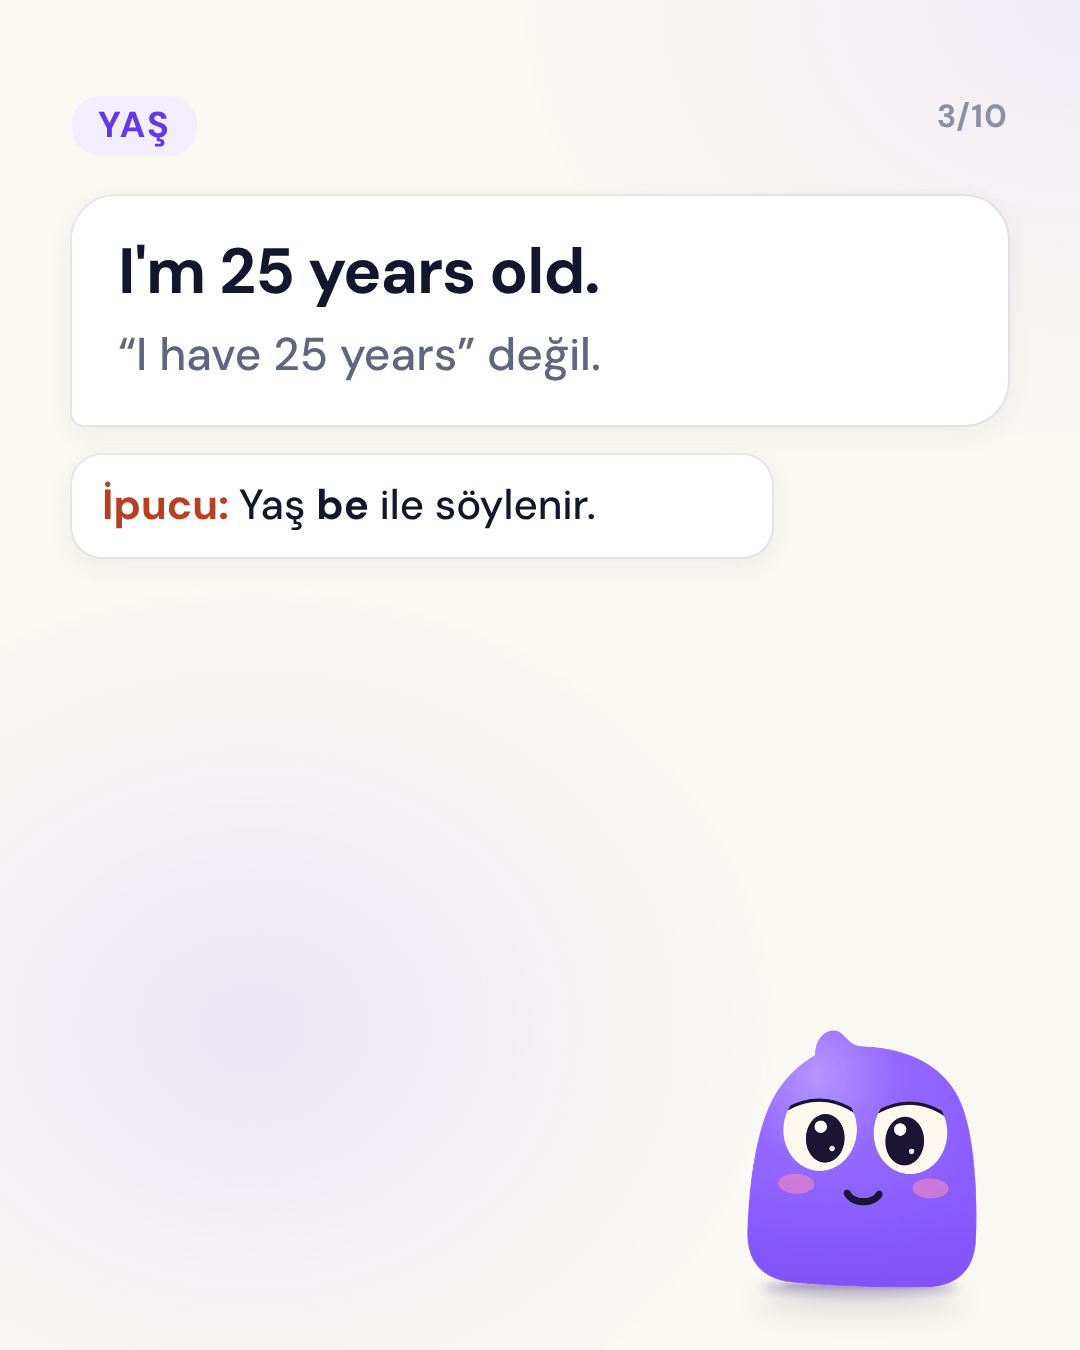 YAŞ
3/10
I'm 25 years old.
“I have 25 years” değil.
İpucu: Yaş be ile söylenir.